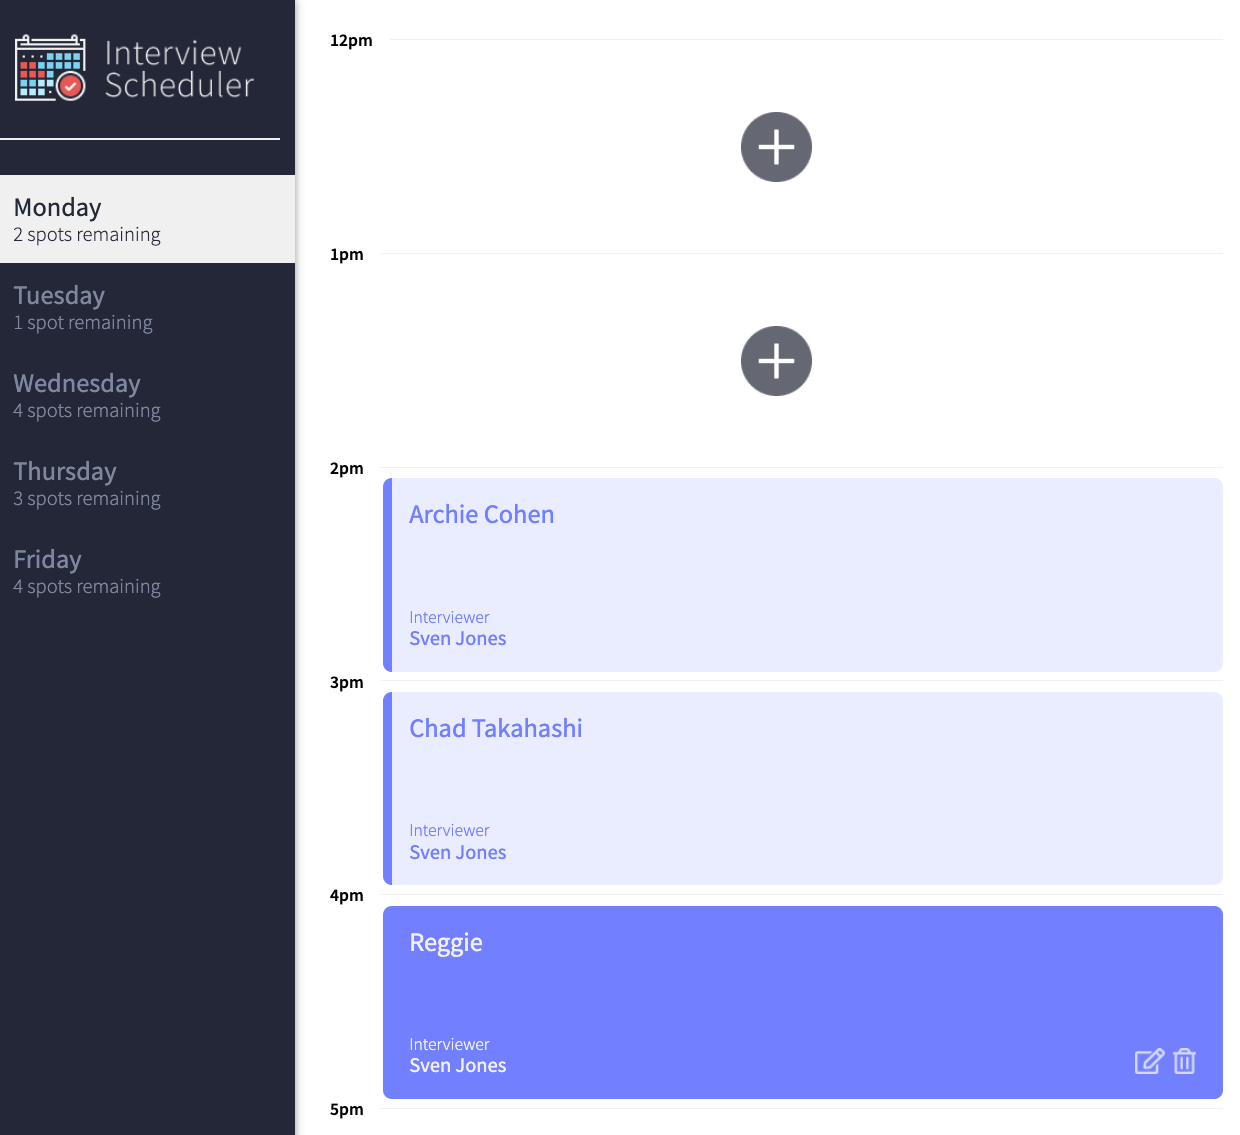 Interview
Scheduler
Monday
2 spots remaining
Tuesday
1 spot remaining
Wednesday
4 spots remaining
Thursday
3 spots remaining
Friday
4 spots remaining
12pm
1pm
2pm
Archie Cohen
Interviewer
Sven Jones
3pm
Chad Takahashi
Interviewer
Sven Jones
4pm
Reggie
Interviewer
Sven Jones
5pm